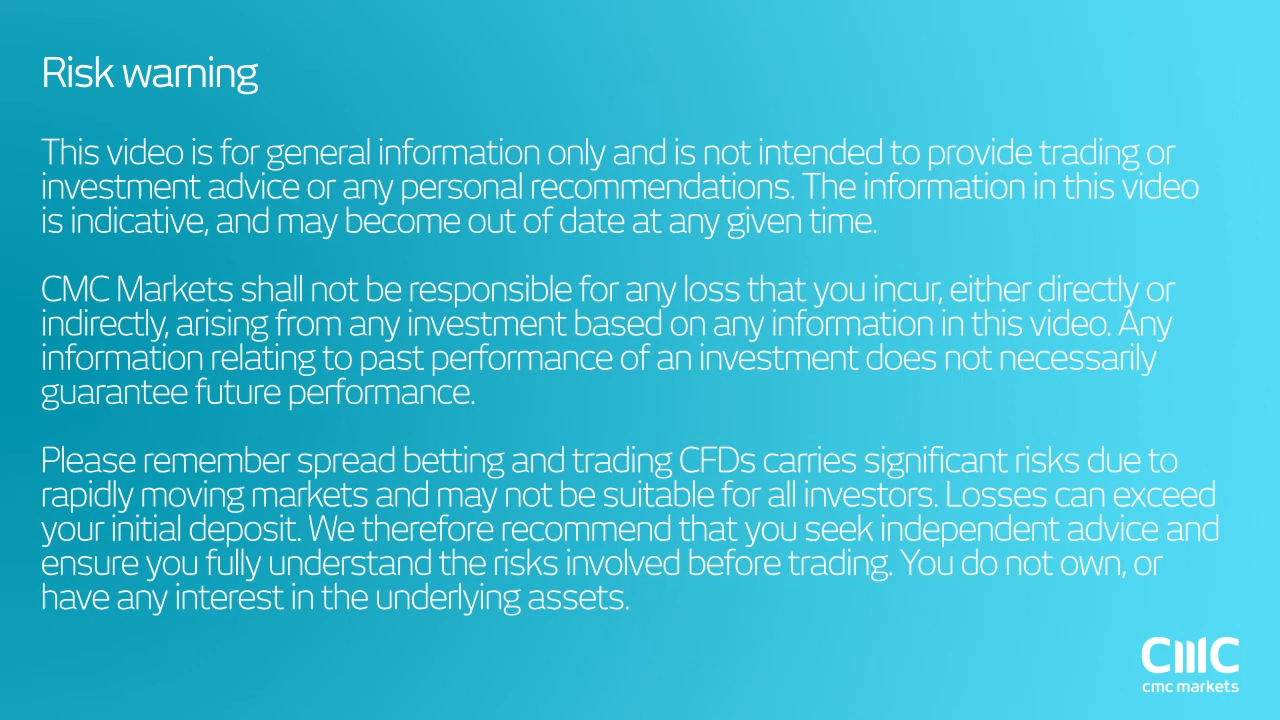 Risk warning
This video is for general information only and is not intended to provide trading or
investment advice or any personal recommendations. The information in this video
is indicative, and may become out of date at any given time.
CMC Markets shall not be responsible for any loss that you incur, either directly or
indirectly, arising from any investment based on any information in this video. Any
information relating to past performance of an investment does not necessarily
guarantee future performance.
Please remember spread betting and trading CFDs carries significant risks due to
rapidly moving markets and may not be suitable for all investors. Losses can exceed
your initial deposit. We therefore recommend that you seek independent advice and
ensure you fully understand the risks involved before trading. You do not own, or
have any interest in the underlying assets.
CMC
cmc markets